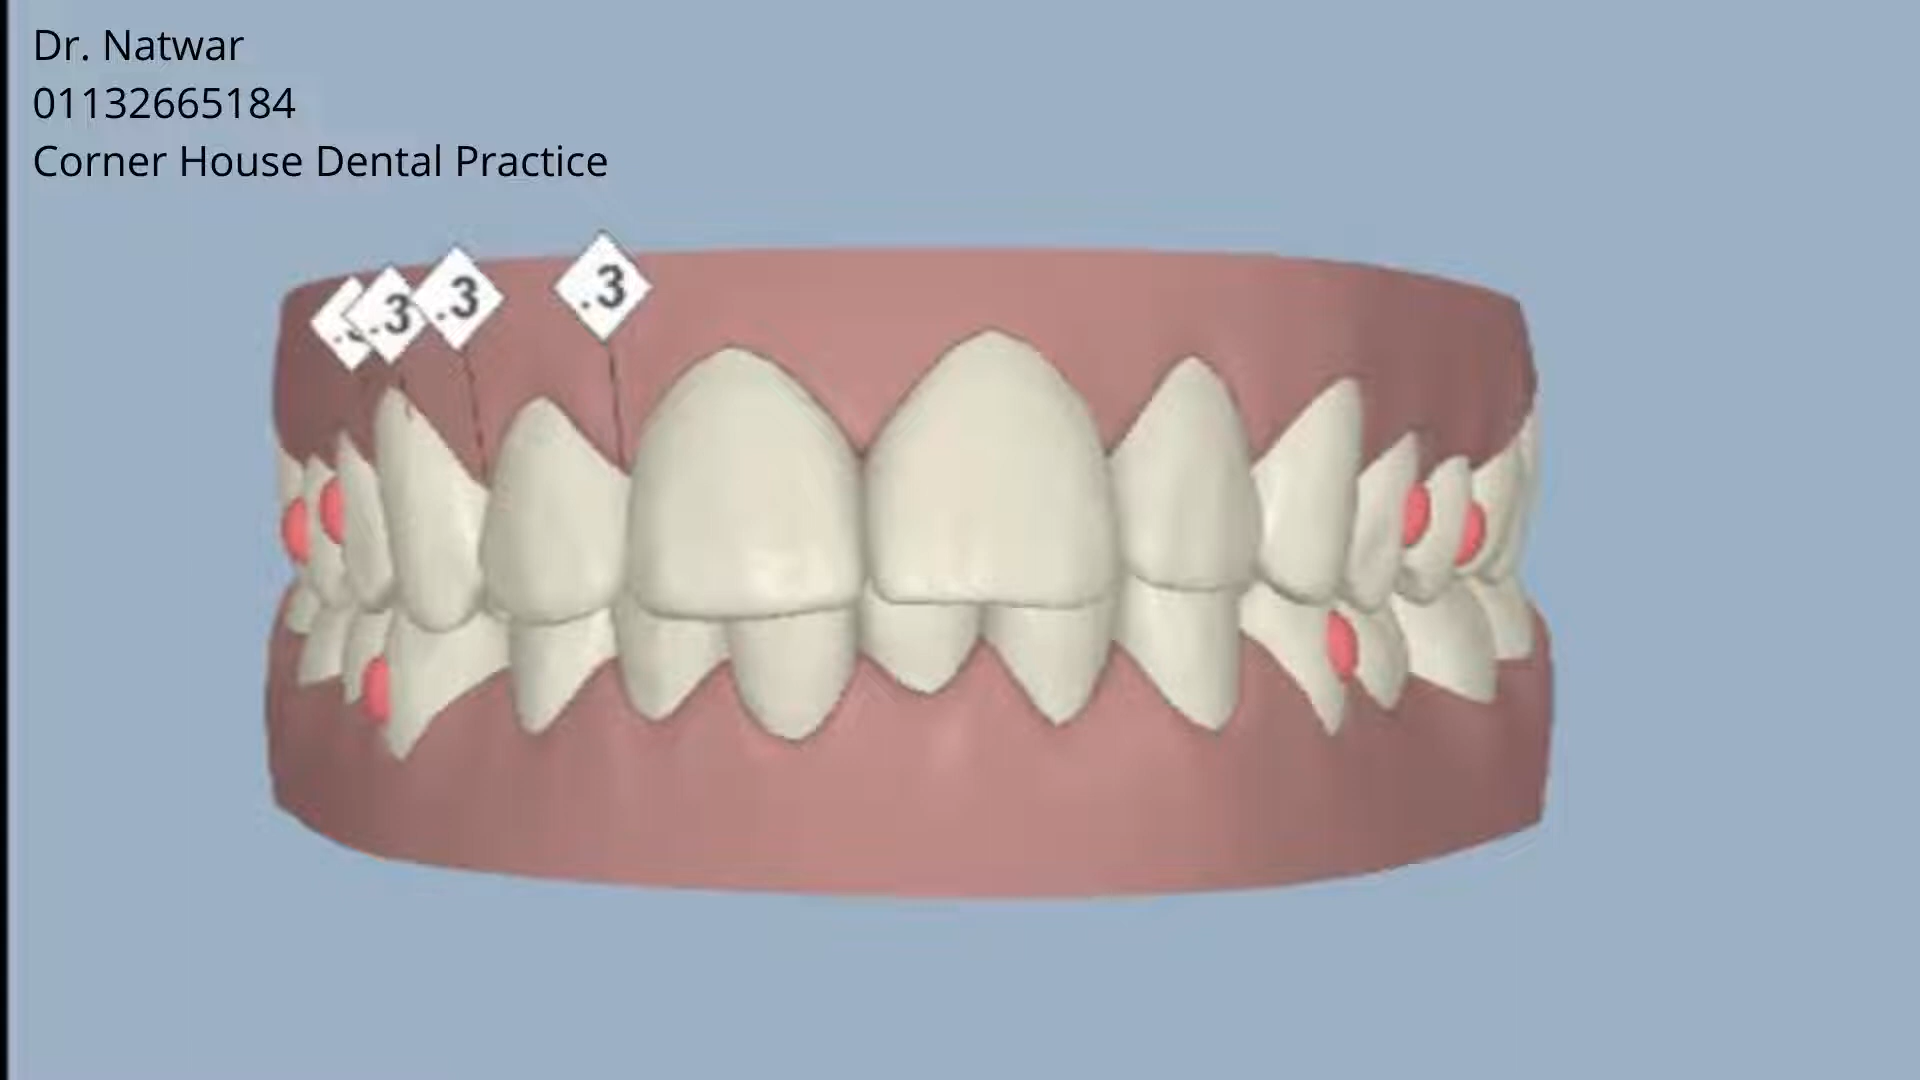 Dr. Natwar
01132665184
Corner House Dental Practice
.3 .3 .3